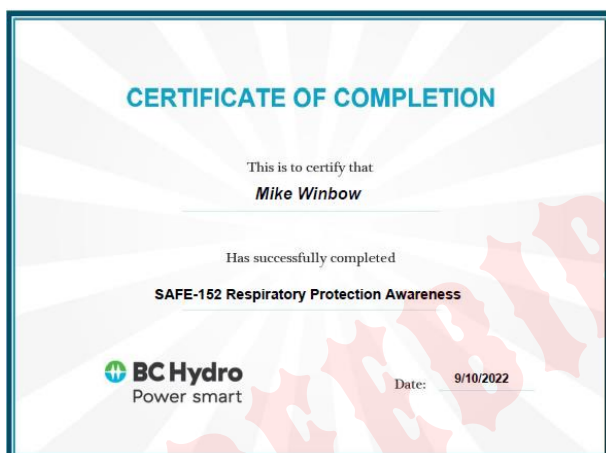 CERTIFICATE OF COMPLETION
This is to certify that
Mike Winbow
Has successfully completed
SAFE-152 Respiratory Protection Awareness
BC Hydro
Power smart
Date: 9/10/2022